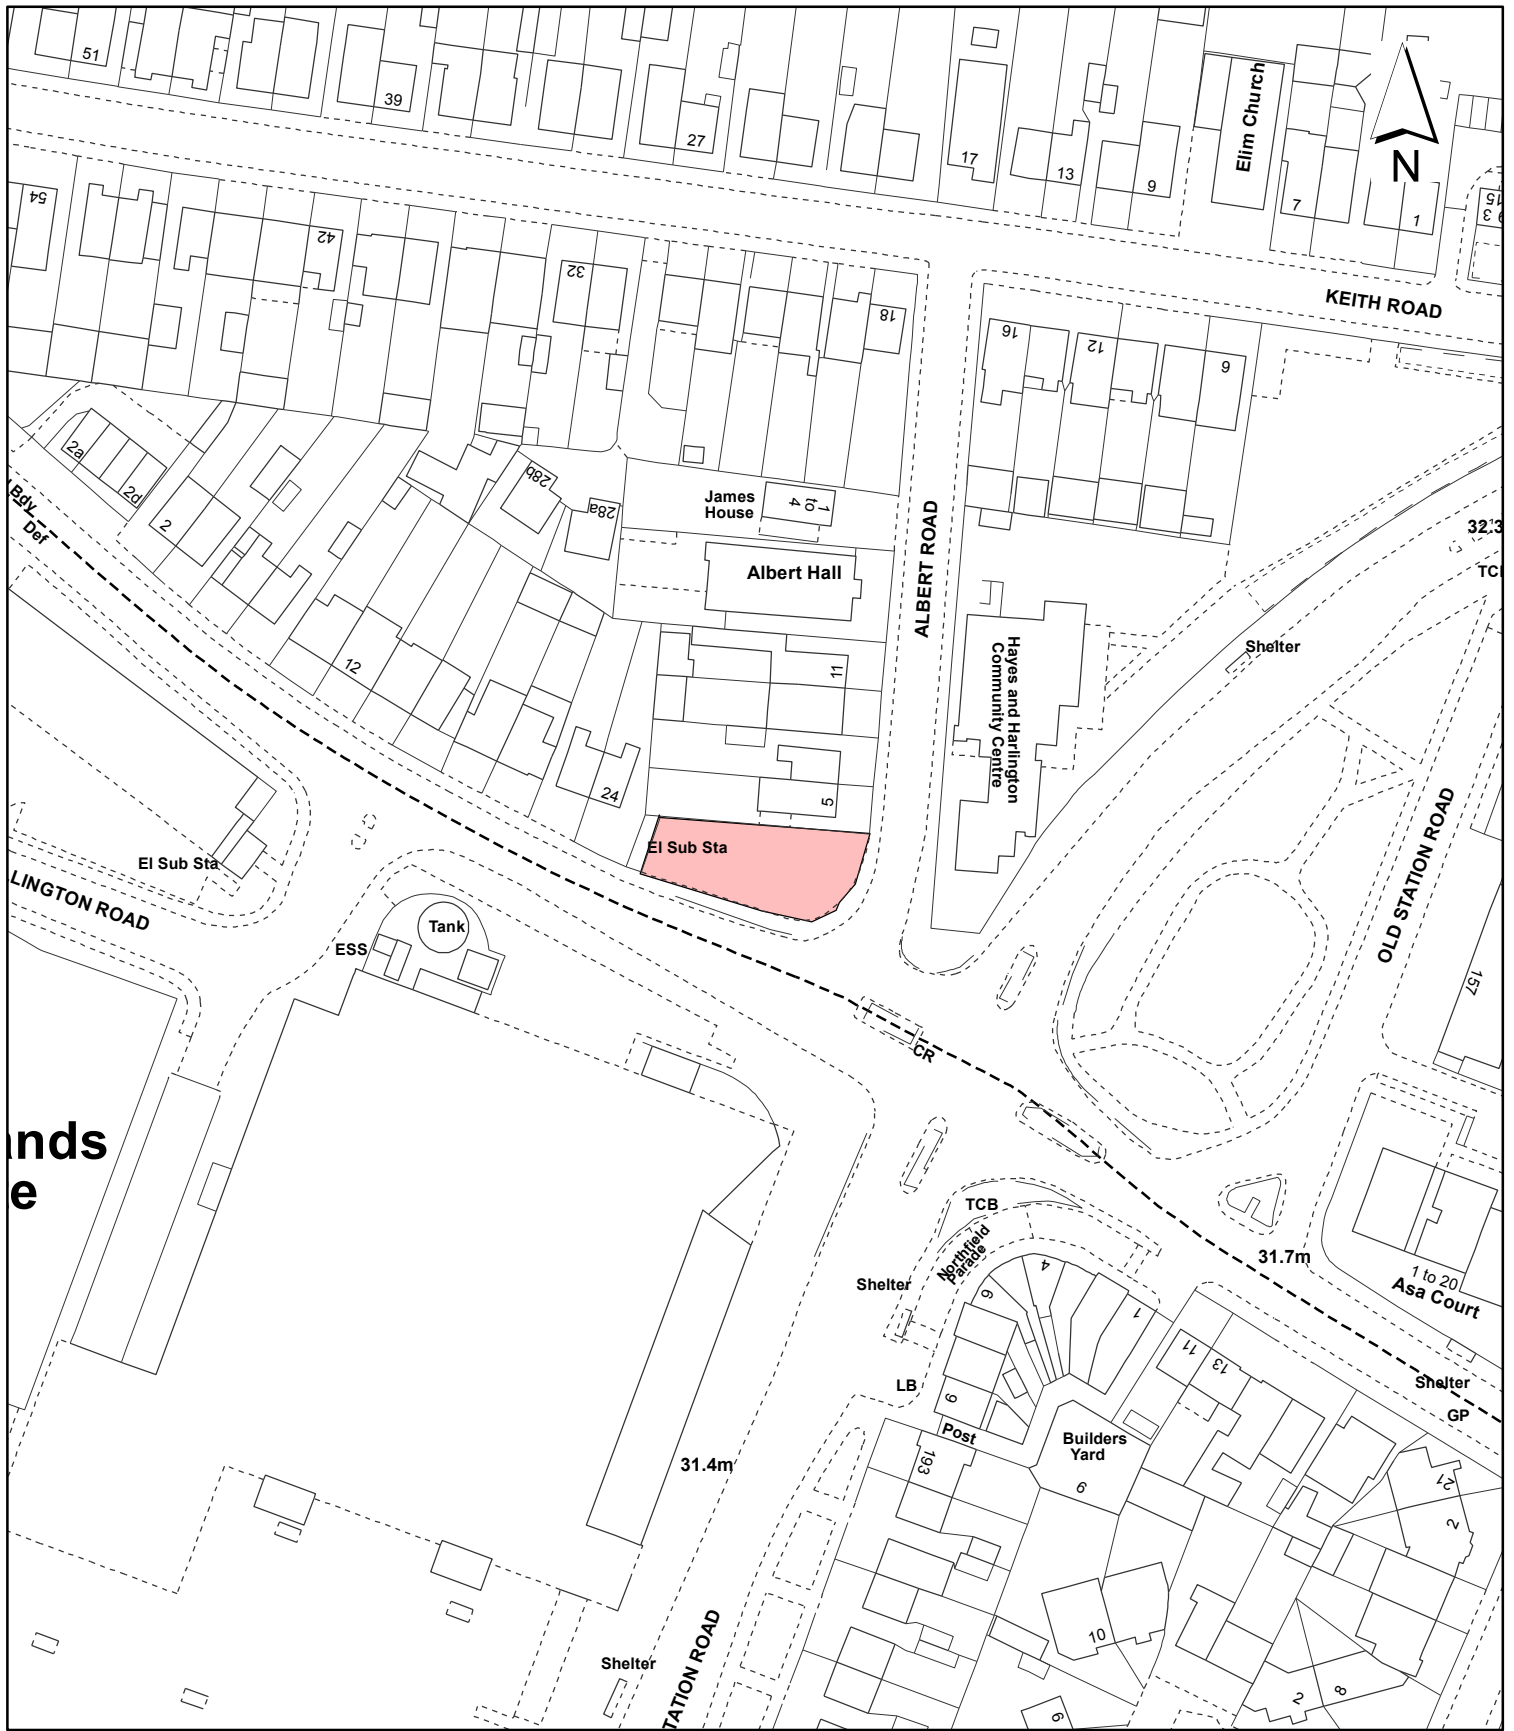 51
39
27
17
13
9
Elim Church
7
1
N
15
9
3
54
42
32
18
16
12
6
KEITH ROAD
2a
2d
2
28b
28a
James
House
1
to
4
ALBERT ROAD
Albert Hall
32.3
Bdy
Def
12
11
Hayes and Harlington
Community Centre
Shelter
24
5
El Sub Sta
El Sub Sta
LINGTON ROAD
OLD STATION ROAD
Tank
ESS
157
CR
ands
e
TCB
Northfield
Parade
Shelter
31.7m
1 to 20
Asa Court
4
6
1
11
13
LB
9
Shelter
GP
Post
Builders
Yard
193
31.4m
9
21
2
10
Shelter
TATION ROAD
2
8
6